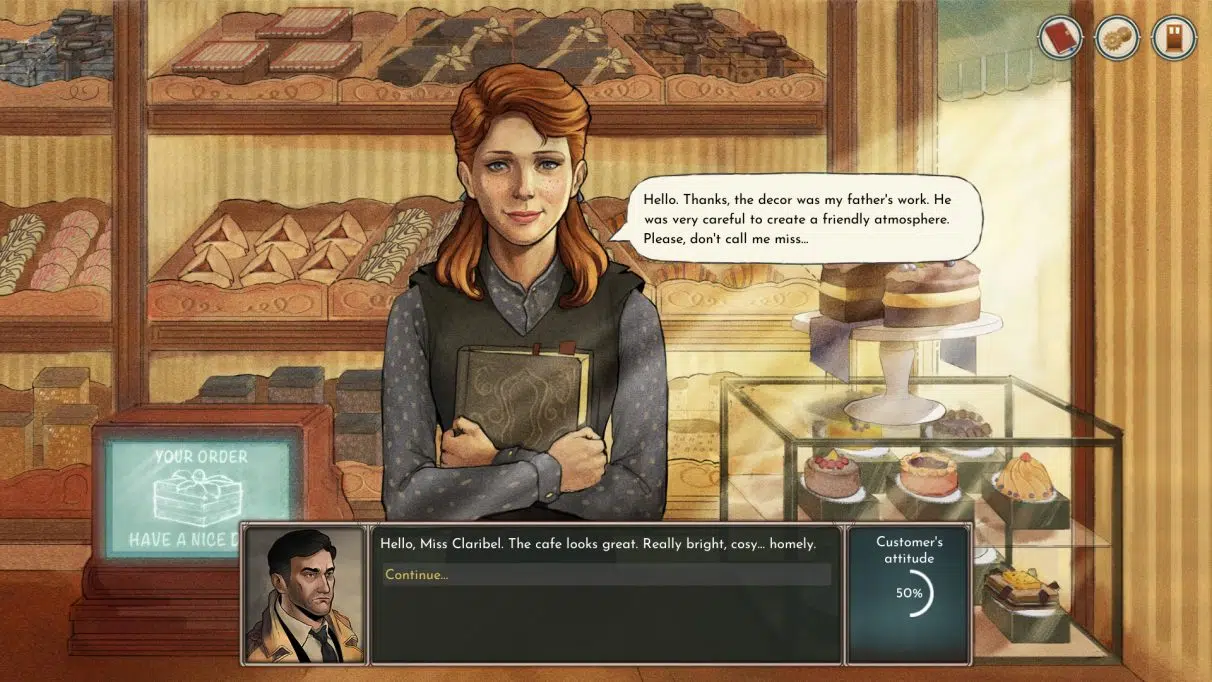 Hello. Thanks, the decor was my father's work. He
was very careful to create a friendly atmosphere.
Please, don't call me miss...
YOUR ORDER
HAVE A NICE D
Hello, Miss Claribel. The cafe looks great. Really bright, cosy... homely.
Continue...
Customer's
attitude
50%